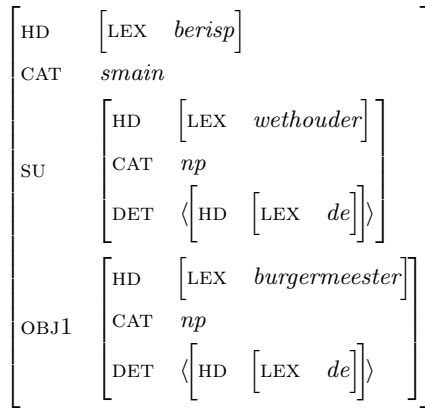 HD [LEX berisp]
CAT smain
SU [HD [LEX wethouder]
CAT np
DET ⟨[HD [LEX de]]⟩]
OBJ1 [HD [LEX burgermeester]
CAT np
DET ⟨[HD [LEX de]]⟩]